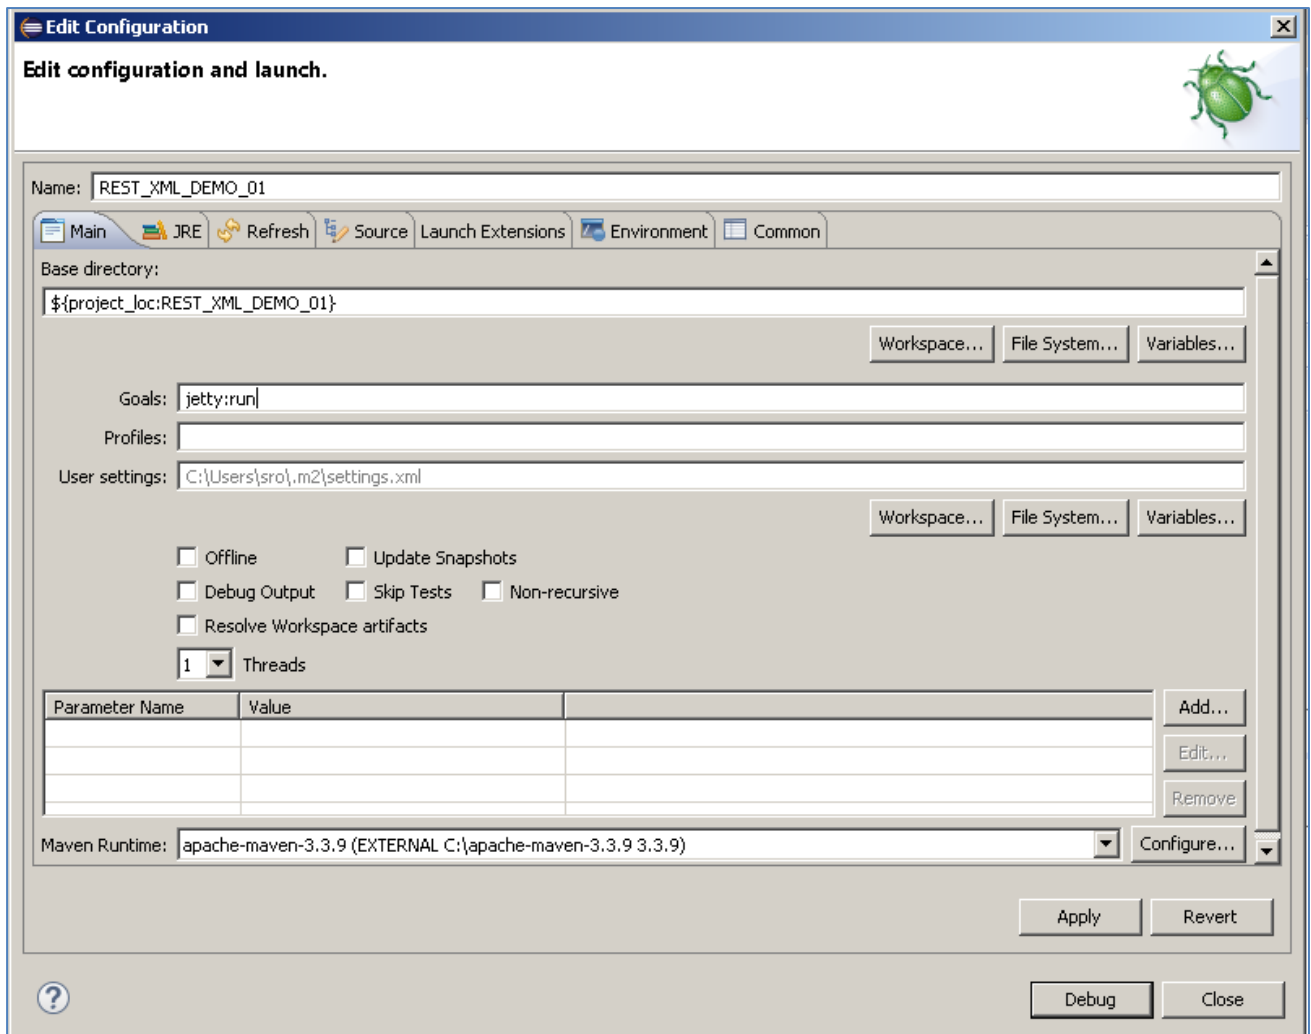 Edit Configuration
Edit configuration and launch.
Name: REST_XML_DEMO_01
Main JRE Refresh Source Launch Extensions Environment Common
Base directory:
${project_loc:REST_XML_DEMO_01}
Workspace... File System... Variables...
Goals: jetty:run
Profiles:
User settings: C:\Users\sro\.m2\settings.xml
Workspace... File System... Variables...
Offline Update Snapshots
Debug Output Skip Tests Non-recursive
Resolve Workspace artifacts
1 Threads
Parameter Name Value Add...
Edit...
Remove
Maven Runtime: apache-maven-3.3.9 (EXTERNAL C:\apache-maven-3.3.9 3.3.9) Configure...
Apply Revert
? Debug Close